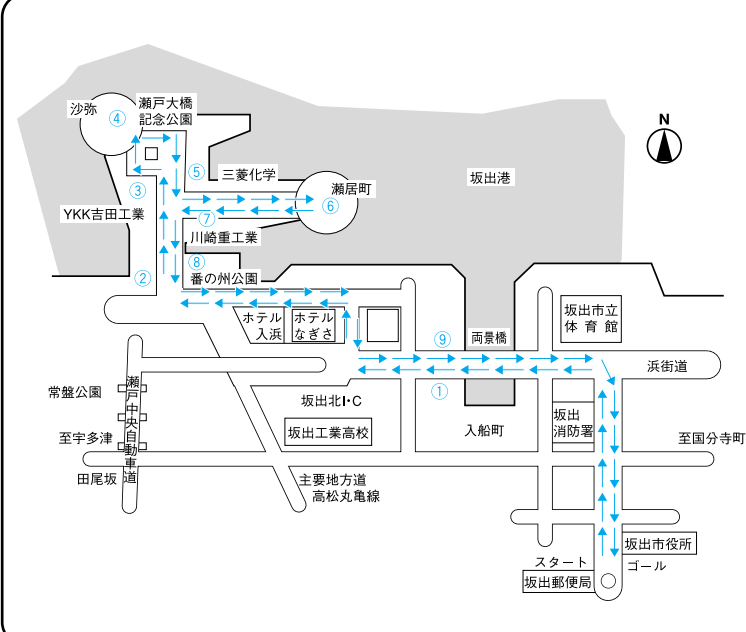 瀬戸大橋
記念公園
沙弥
④
N
⑤
三菱化学
坂出港
瀬居町
③
⑥
YKK吉田工業
⑦
川崎重工業
⑧
②
番の州公園
ホテル
入浜
ホテル
なぎさ
坂出市立
体育館
⑨
両景橋
浜街道
①
常盤公園
瀬戸中央自動車道
坂出北I・C
坂出
消防署
坂出工業高校
入船町
至宇多津
至国分寺町
田尾坂
主要地方道
高松丸亀線
坂出市役所
スタート
ゴール
坂出郵便局